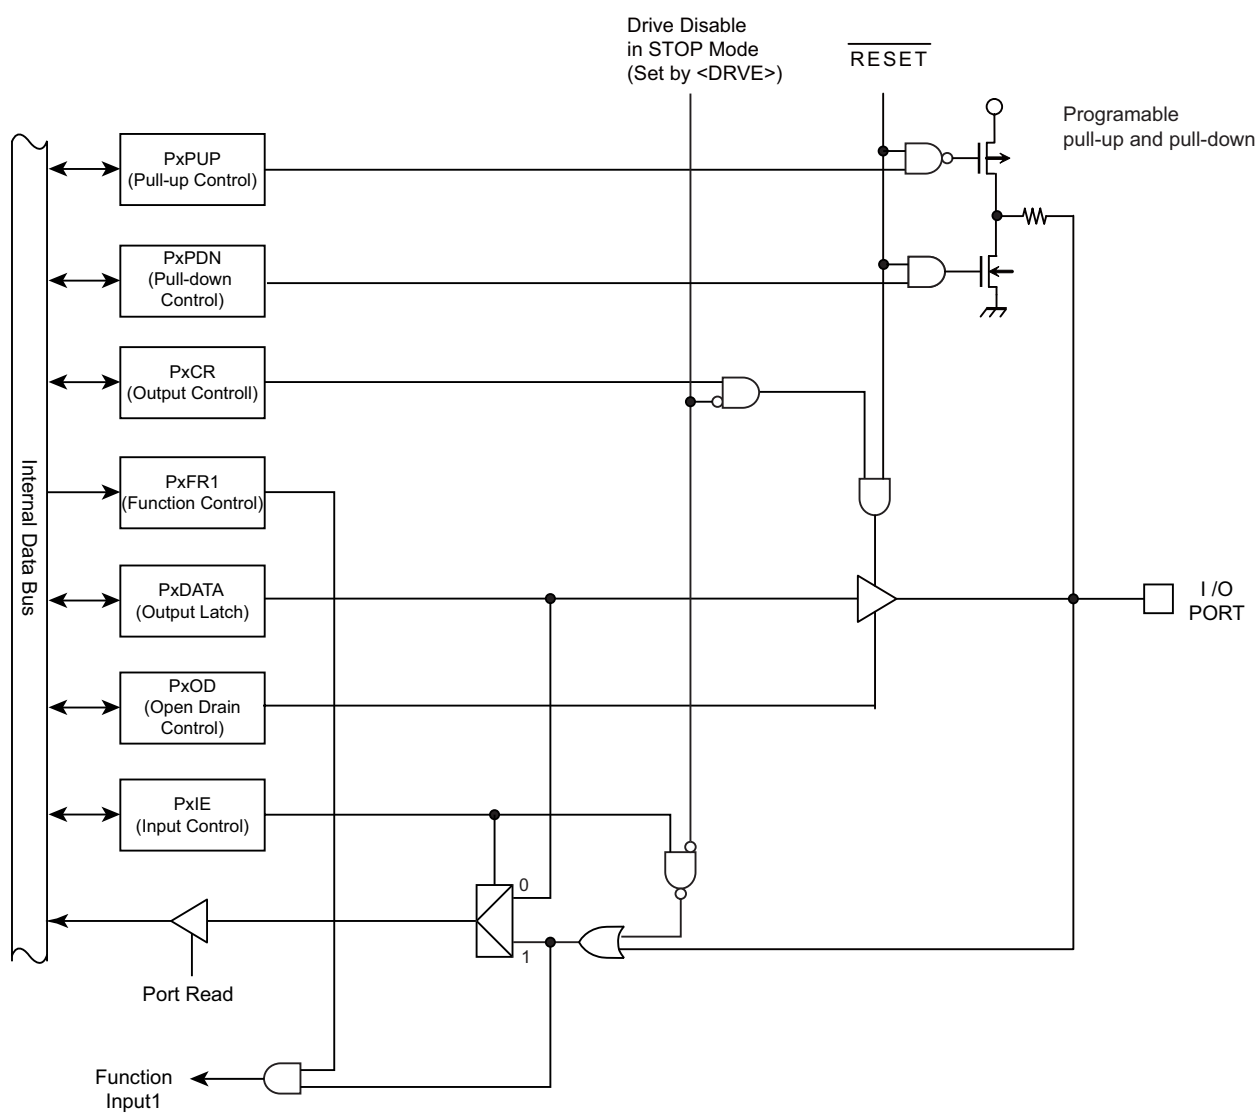 Drive Disable
in STOP Mode
(Set by <DRVE>)
RESET
Programable
pull-up and pull-down
PxPUP
(Pull-up Control)
PxPDN
(Pull-down
Control)
PxCR
(Output Controll)
Internal Data Bus
PxFR1
(Function Control)
PxDATA
(Output Latch)
I /O
PORT
PxOD
(Open Drain
Control)
PxIE
(Input Control)
0
1
Port Read
Function
Input1